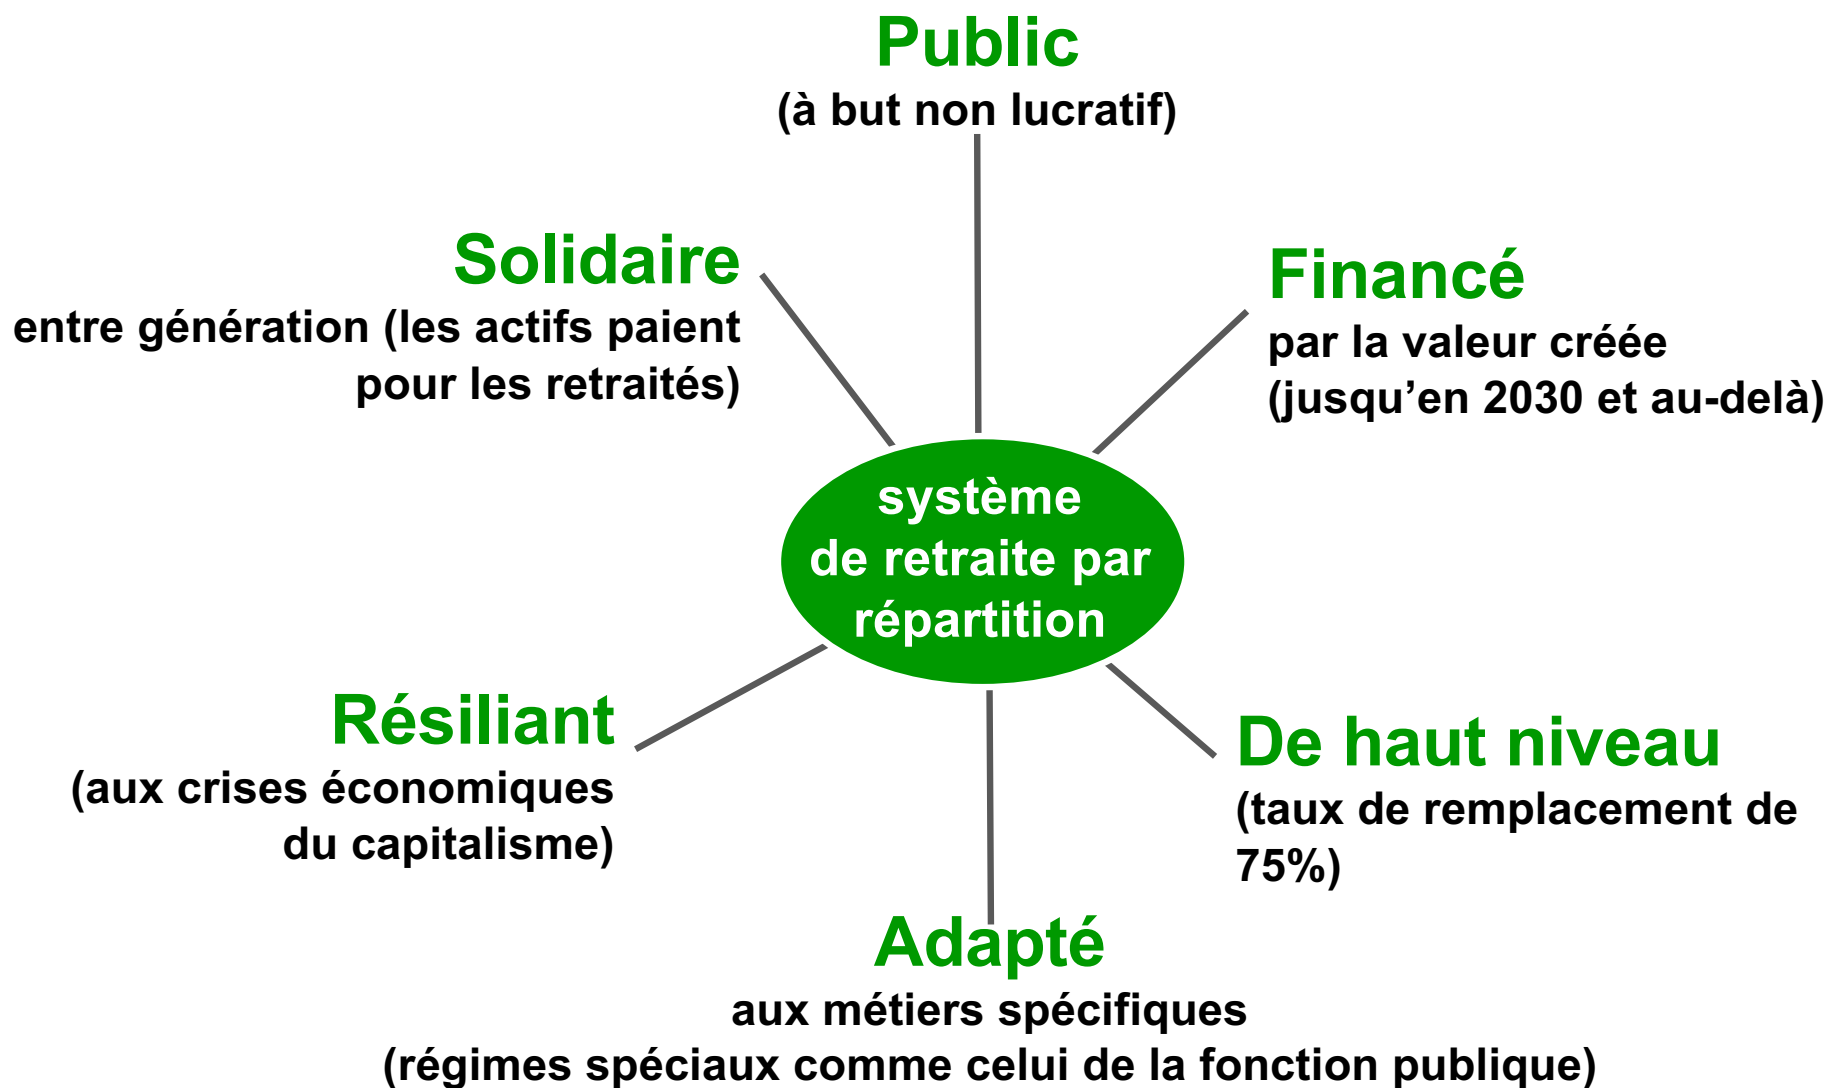 Public
(à but non lucratif)
Solidaire
entre génération (les actifs paient
pour les retraités)
Financé
par la valeur créée
(jusqu’en 2030 et au-delà)
système
de retraite par
répartition
Résiliant
(aux crises économiques
du capitalisme)
De haut niveau
(taux de remplacement de
75%)
Adapté
aux métiers spécifiques
(régimes spéciaux comme celui de la fonction publique)